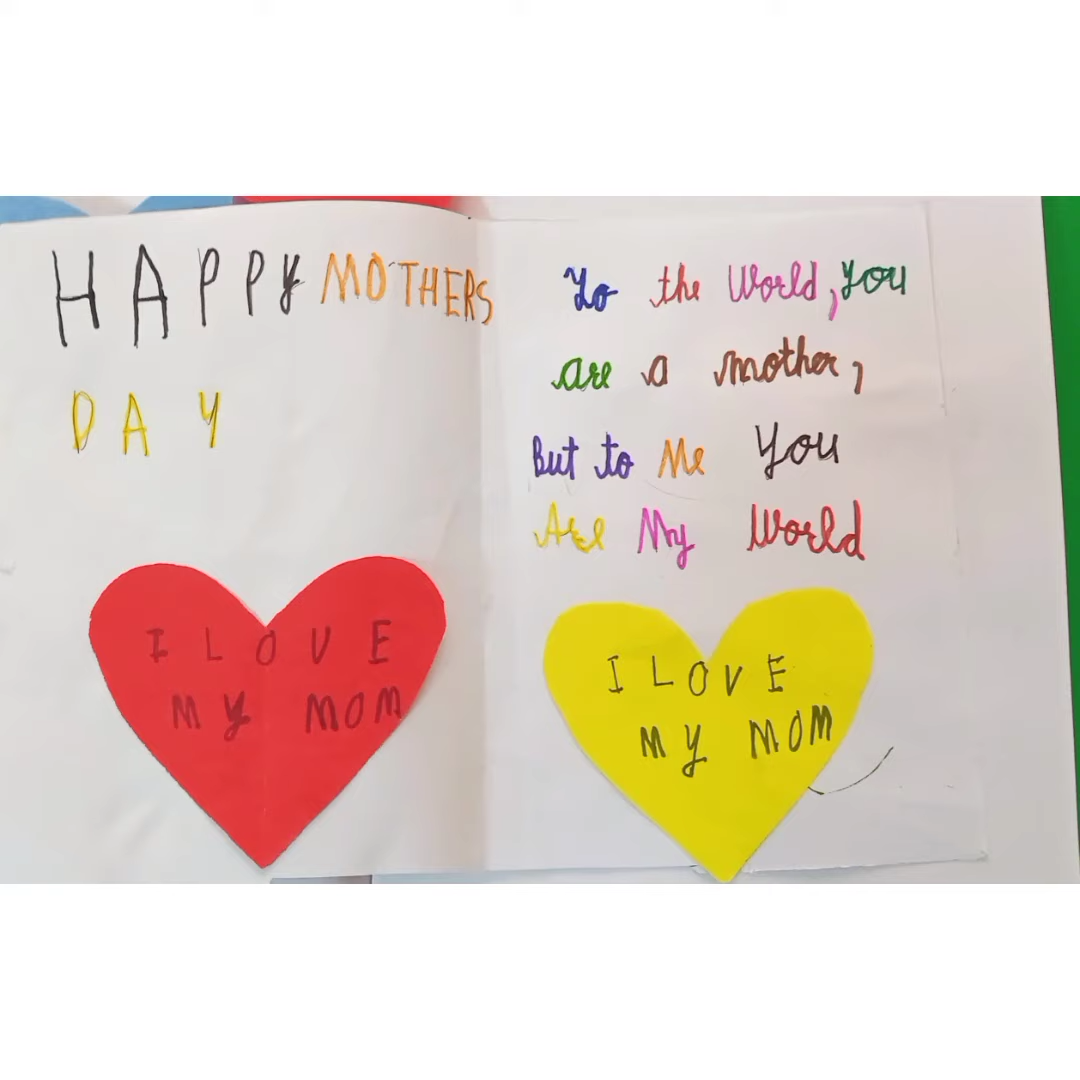 HAPPY MOTHERS
DAY
I LOVE
MY MOM
To the World, you
are a mother,
But to Me You
Are My World
I LOVE
MY MOM